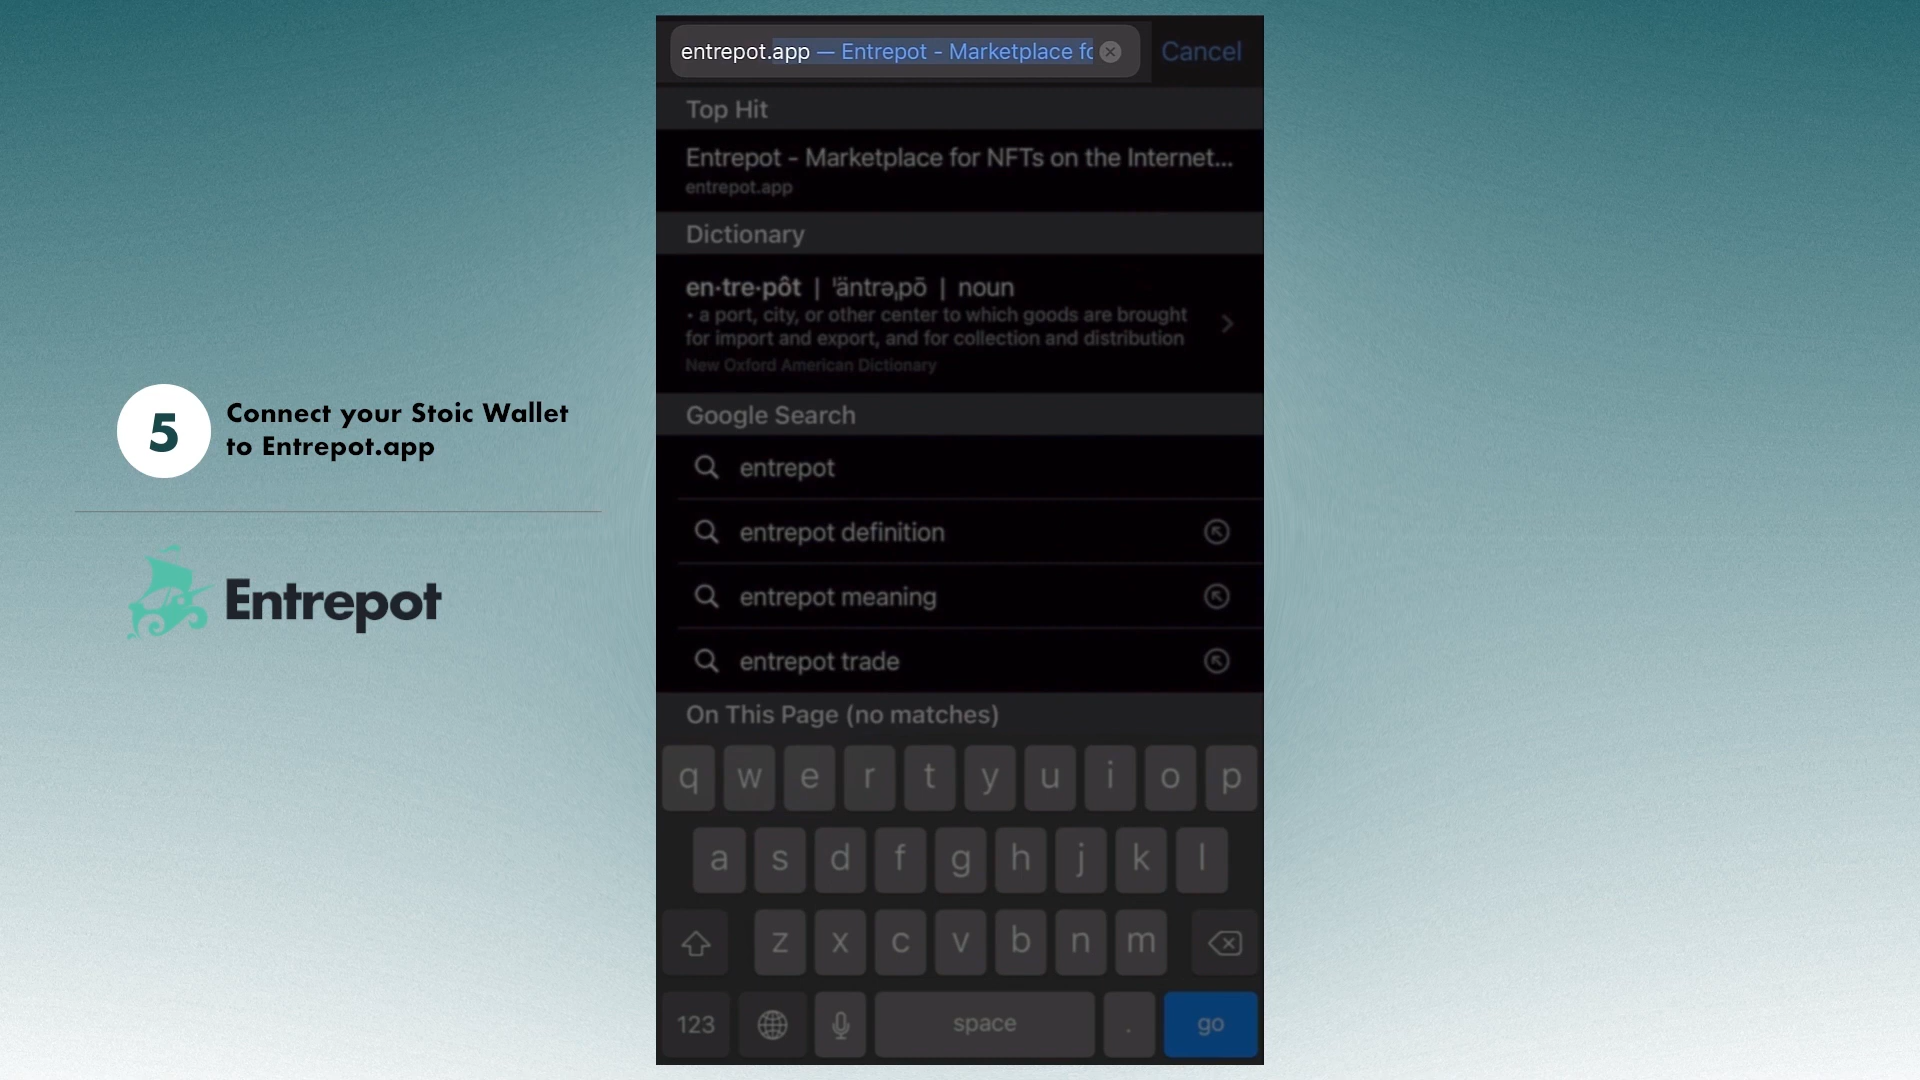 entrepot.app — Entrepot - Marketplace fo
Cancel
Top Hit
Entrepot - Marketplace for NFTs on the Internet...
entrepot.app
Dictionary
en·tre·pôt | ˈäntrəˌpō | noun
• a port, city, or other center to which goods are brought
for import and export, and for collection and distribution
New Oxford American Dictionary
Google Search
entrepot
entrepot definition
entrepot meaning
entrepot trade
On This Page (no matches)
q w e r t y u i o p
a s d f g h j k l
z x c v b n m
123 space . go
5
Connect your Stoic Wallet
to Entrepot.app
Entrepot